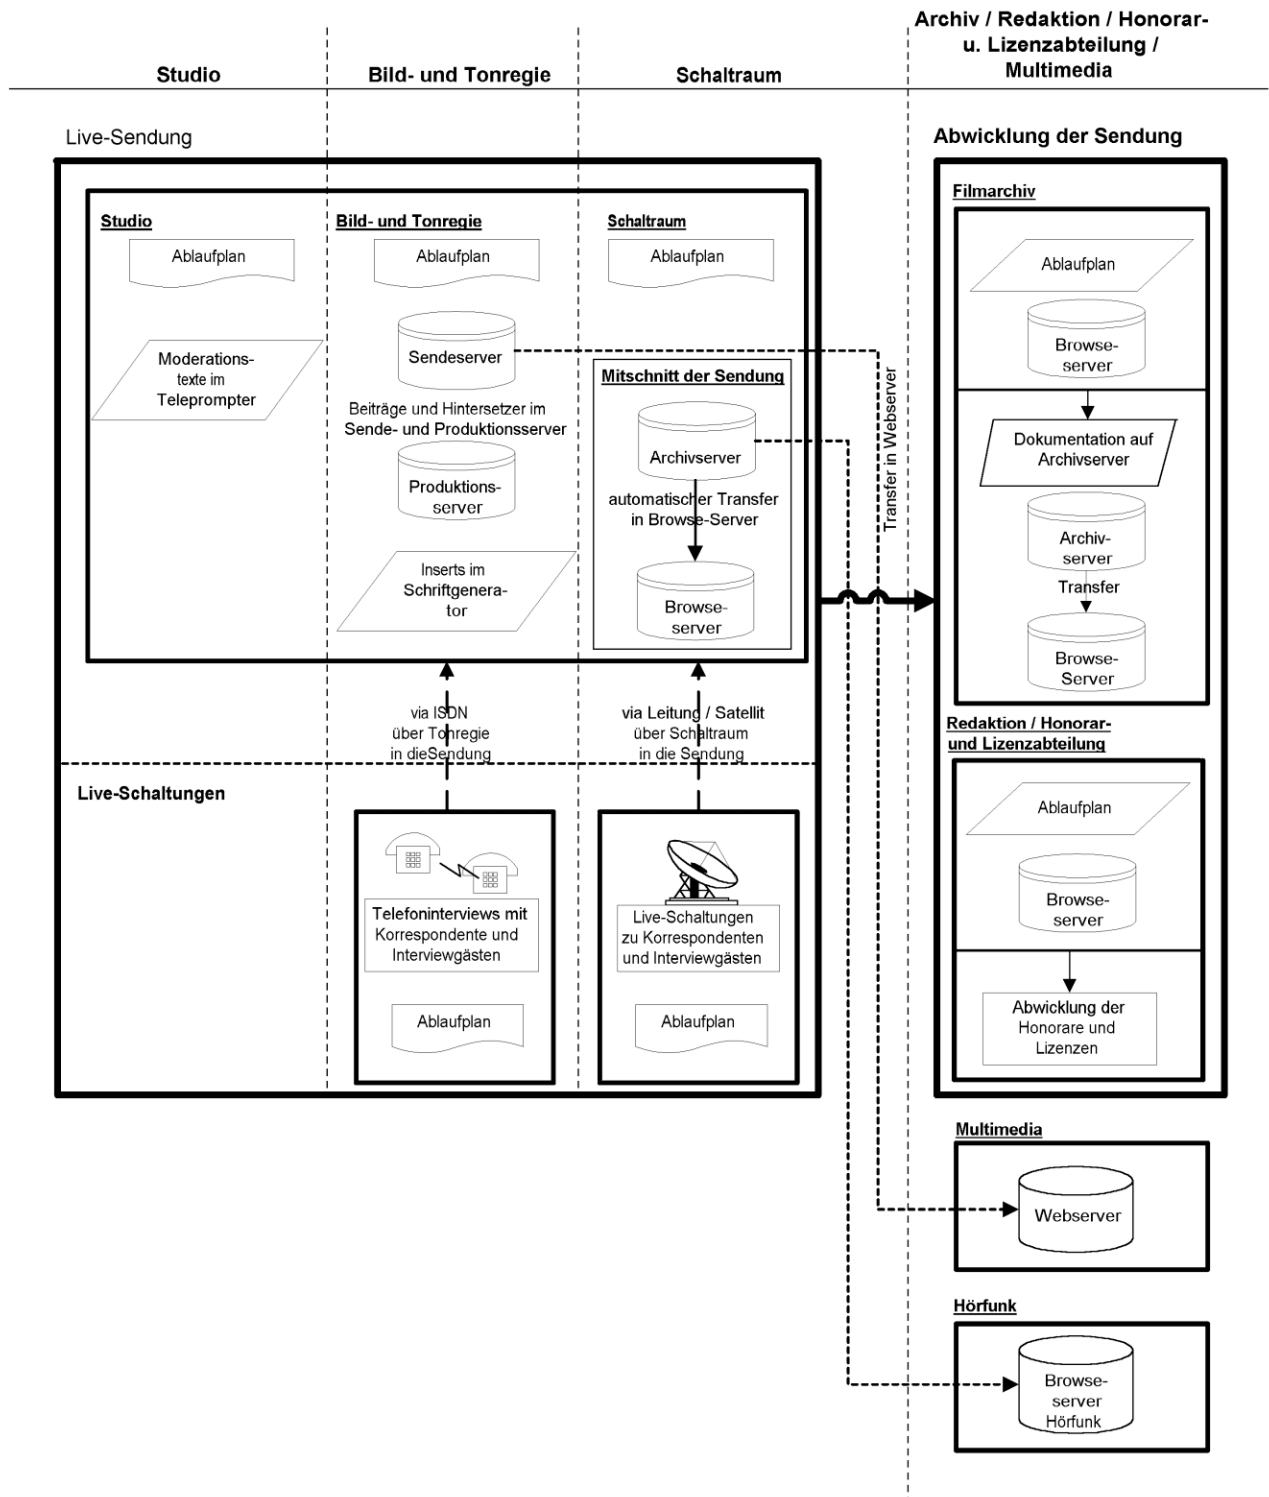 Archiv / Redaktion / Honorar-
u. Lizenzabteilung /
Multimedia
Studio
Bild- und Tonregie
Schaltraum
Live-Sendung
Studio
Ablaufplan
Moderations-
texte im
Teleprompter
Bild- und Tonregie
Ablaufplan
Sendeserver
Beiträge und Hintersetzer im
Sende- und Produktionsserver
Produktions-
server
Inserts im
Schriftgenera-
tor
Schaltraum
Ablaufplan
Mitschnitt der Sendung
Archivserver
automatischer Transfer
in Browse-Server
Browse-
server
via ISDN
über Tonregie
in dieSendung
via Leitung / Satellit
über Schaltraum
in die Sendung
Live-Schaltungen
Telefoninterviews mit
Korrespondente und
Interviewgästen
Ablaufplan
Live-Schaltungen
zu Korrespondenten
und Interviewgästen
Ablaufplan
Transfer in Webserver
Abwicklung der Sendung
Filmarchiv
Ablaufplan
Browse-
server
Dokumentation auf
Archivserver
Archiv-
server
Transfer
Browse-
Server
Redaktion / Honorar-
und Lizenzabteilung
Ablaufplan
Browse-
server
Abwicklung der
Honorare und
Lizenzen
Multimedia
Webserver
Hörfunk
Browse-
server
Hörfunk